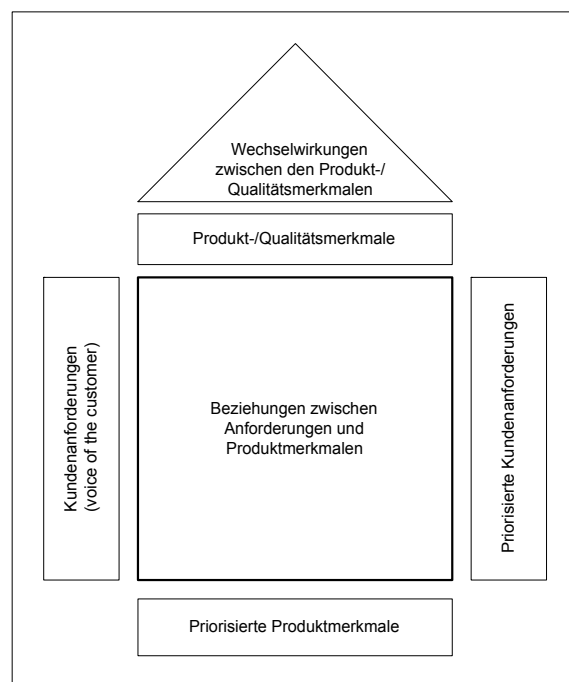 Wechselwirkungen
zwischen den Produkt-/
Qualitätsmerkmalen
Produkt-/Qualitätsmerkmale
Kundenanforderungen
(voice of the customer)
Beziehungen zwischen
Anforderungen und
Produktmerkmalen
Priorisierte Kundenanforderungen
Priorisierte Produktmerkmale